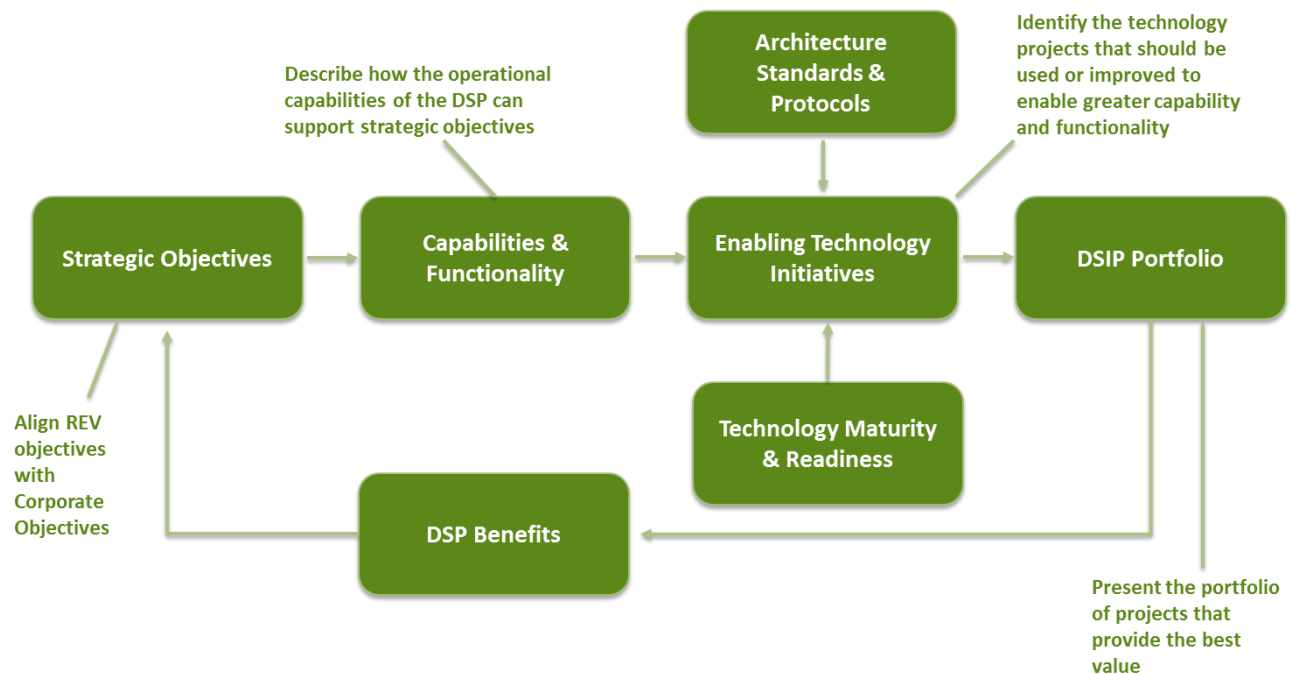 Architecture
Standards &
Protocols
Identify the technology
projects that should be
used or improved to
enable greater capability
and functionality
Describe how the operational
capabilities of the DSP can
support strategic objectives
Strategic Objectives
Capabilities &
Functionality
Enabling Technology
Initiatives
DSIP Portfolio
Align REV
objectives
with
Corporate
Objectives
Technology Maturity
& Readiness
DSP Benefits
Present the portfolio
of projects that
provide the best
value